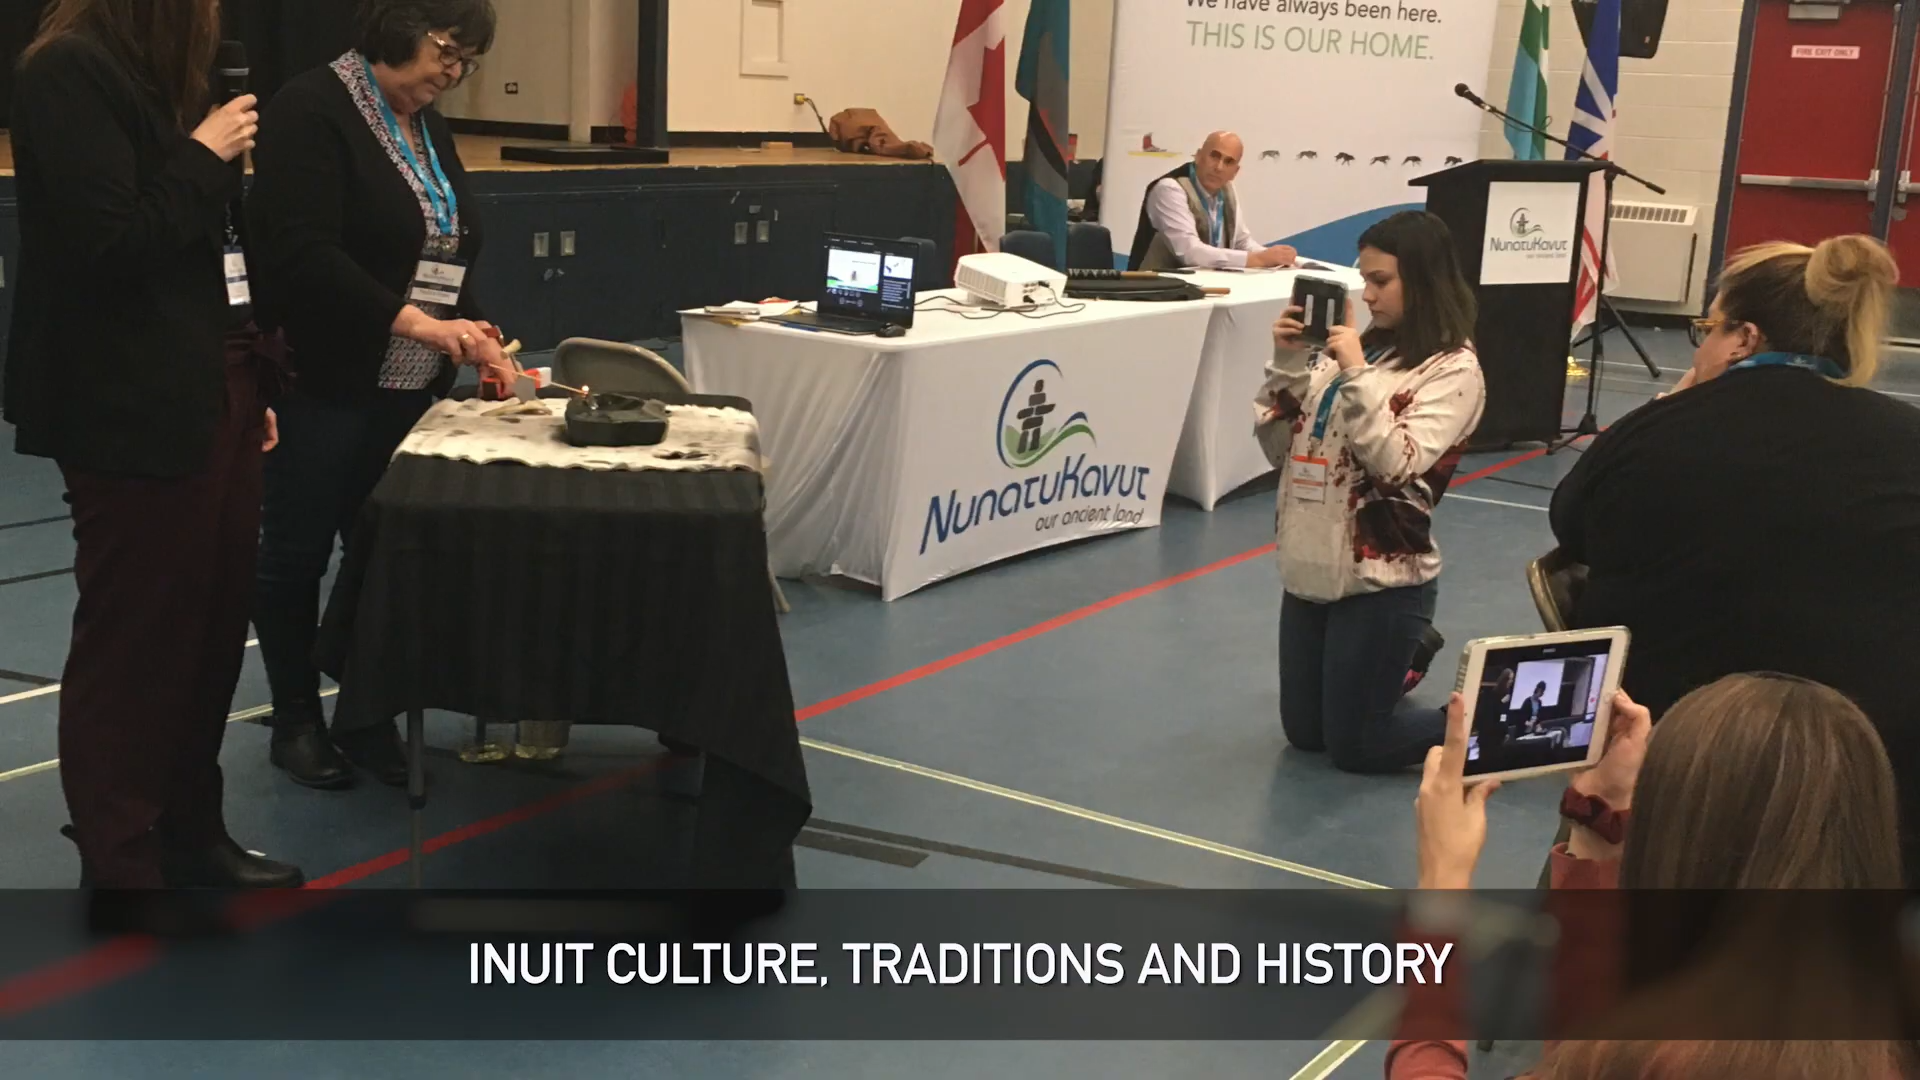 We have always been here.
THIS IS OUR HOME.
FIRE EXIT ONLY
NunatuKavut
our ancient land
NunatuKavut
our ancient land
NunatuKavut
INUIT CULTURE, TRADITIONS AND HISTORY